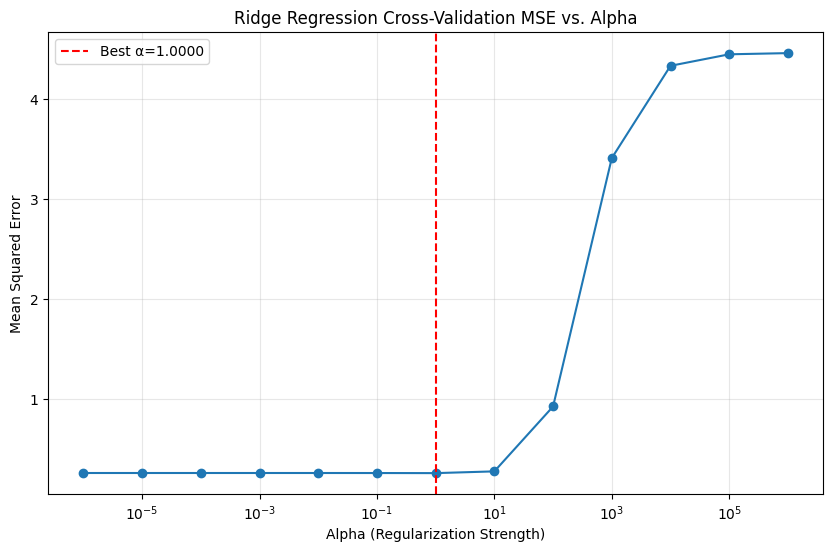 Ridge Regression Cross-Validation MSE vs. Alpha
Best α=1.0000
Mean Squared Error
4
3
2
1
10⁻⁵
10⁻³
10⁻¹
10¹
10³
10⁵
Alpha (Regularization Strength)